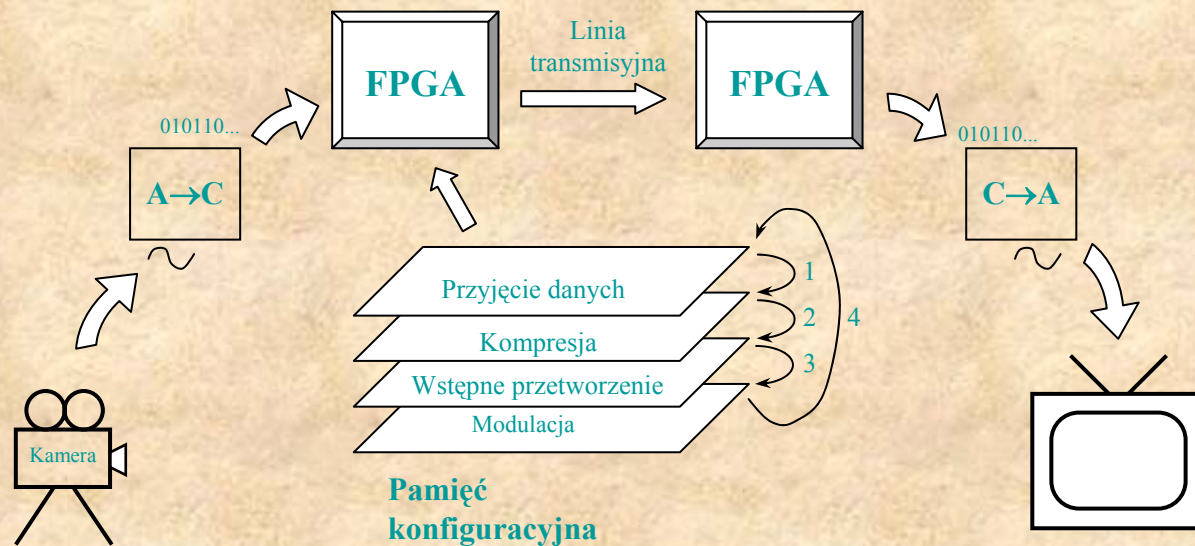 Linia
transmisyjna
FPGA
FPGA
010110...
010110...
A→C
C→A
Przyjęcie danych
1
Kompresja
2
4
Wstępne przetworzenie
3
Modulacja
Kamera
Pamięć
konfiguracyjna